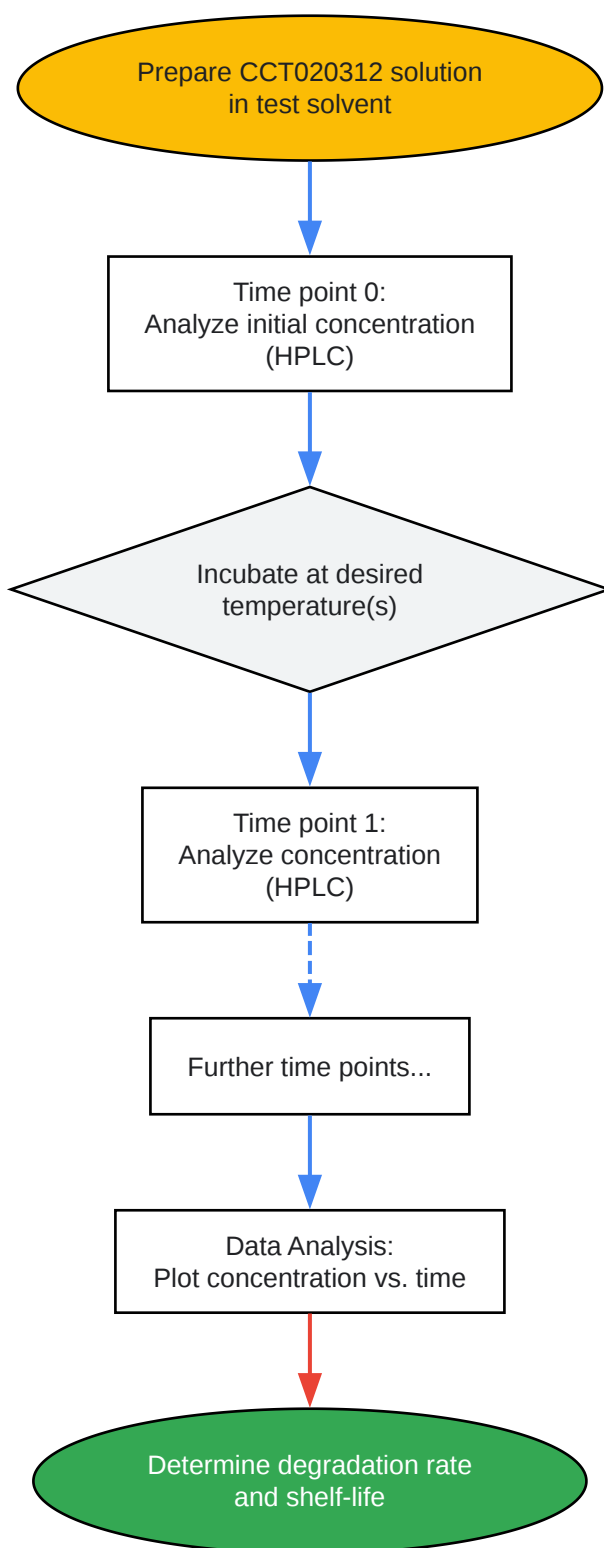 Prepare CCT020312 solution
in test solvent
Time point 0:
Analyze initial concentration
(HPLC)
Incubate at desired
temperature(s)
Time point 1:
Analyze concentration
(HPLC)
Further time points...
Data Analysis:
Plot concentration vs. time
Determine degradation rate
and shelf-life